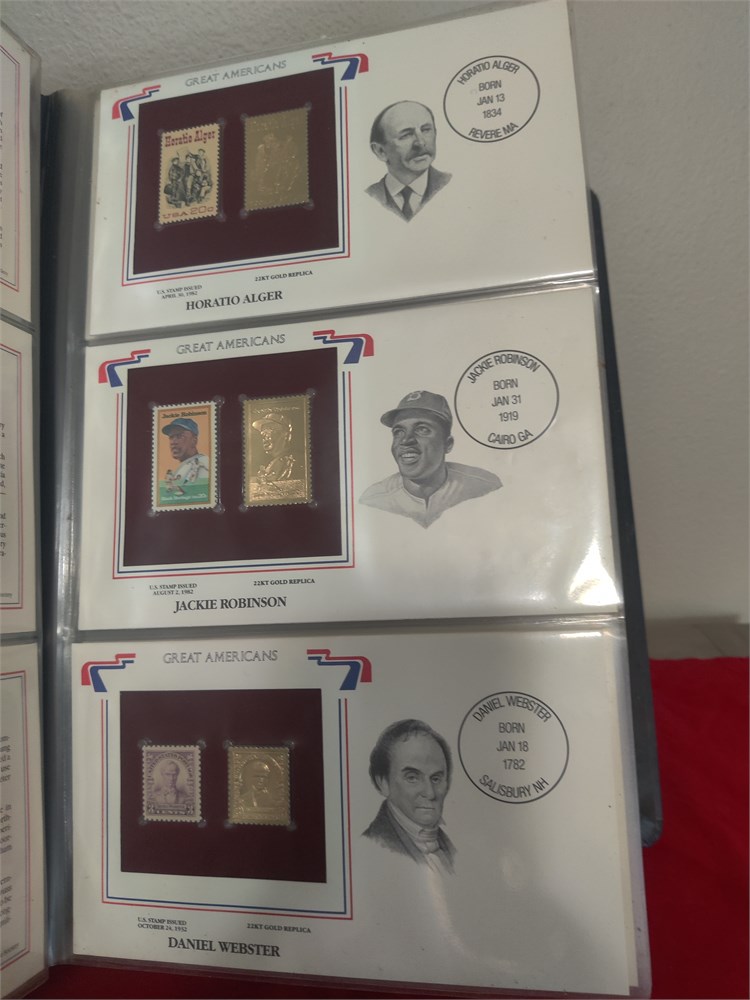 GREAT AMERICANS
Horatio Alger
USA 20c
U.S. STAMP ISSUED
APRIL 30, 1982
22KT GOLD REPLICA
HORATIO ALGER
HORATIO ALGER
BORN
JAN 13
1834
REVERE MA
GREAT AMERICANS
Jackie Robinson
U.S. STAMP ISSUED
AUGUST 2, 1982
22KT GOLD REPLICA
JACKIE ROBINSON
JACKIE ROBINSON
BORN
JAN 31
1919
CAIRO GA
GREAT AMERICANS
U.S. STAMP ISSUED
OCTOBER 24, 1932
22KT GOLD REPLICA
DANIEL WEBSTER
DANIEL WEBSTER
BORN
JAN 18
1782
SALISBURY NH